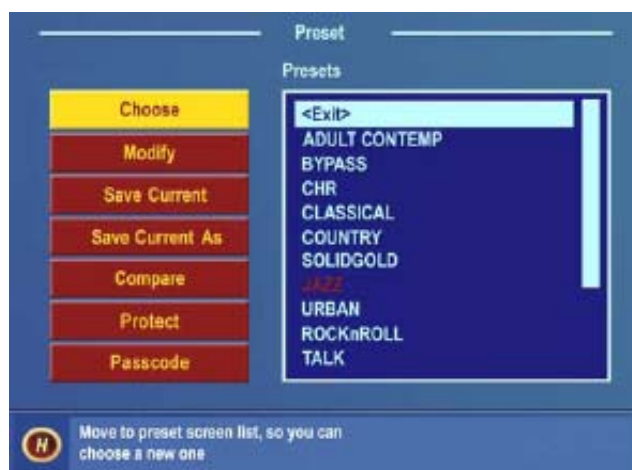 Preset
Presets
Choose
Modify
Save Current
Save Current As
Compare
Protect
Passcode
<Exit>
ADULT CONTEMP
BYPASS
CHR
CLASSICAL
COUNTRY
SOLIDGOLD
JAZZ
URBAN
ROCKnROLL
TALK
H
Move to preset screen list, so you can
choose a new one